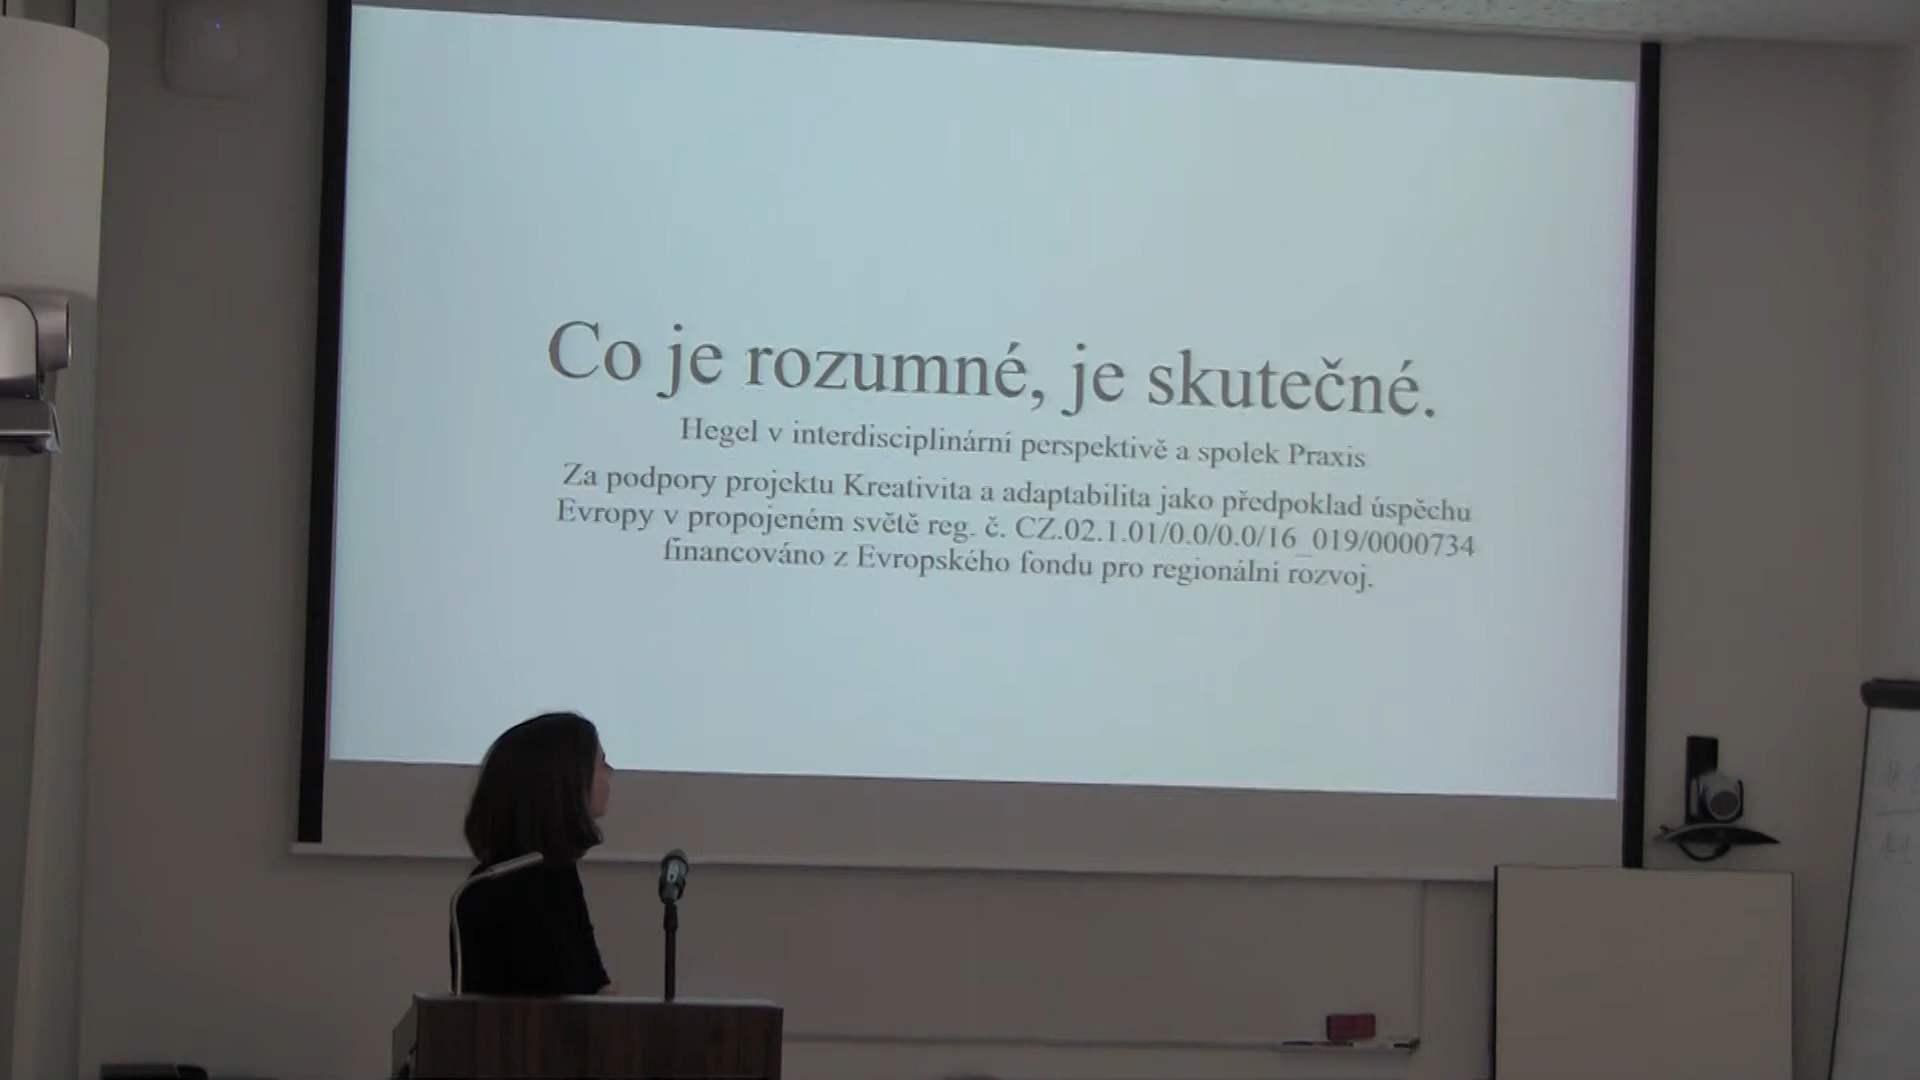 Co je rozumné, je skutečné.
Hegel v interdisciplinární perspektivě a spolek Praxis
Za podpory projektu Kreativita a adaptabilita jako předpoklad úspěchu
Evropy v propojeném světě reg. č. CZ.02.1.01/0.0/0.0/16_019/0000734
financováno z Evropského fondu pro regionální rozvoj.